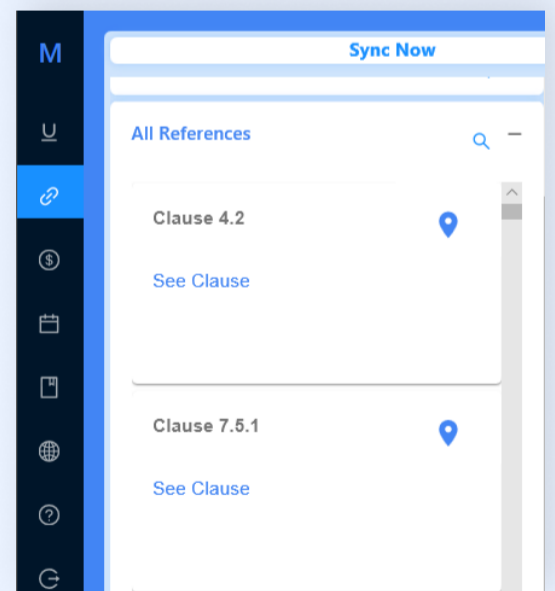 M
Sync Now
U
All References
Clause 4.2
See Clause
$
Clause 7.5.1
See Clause
?